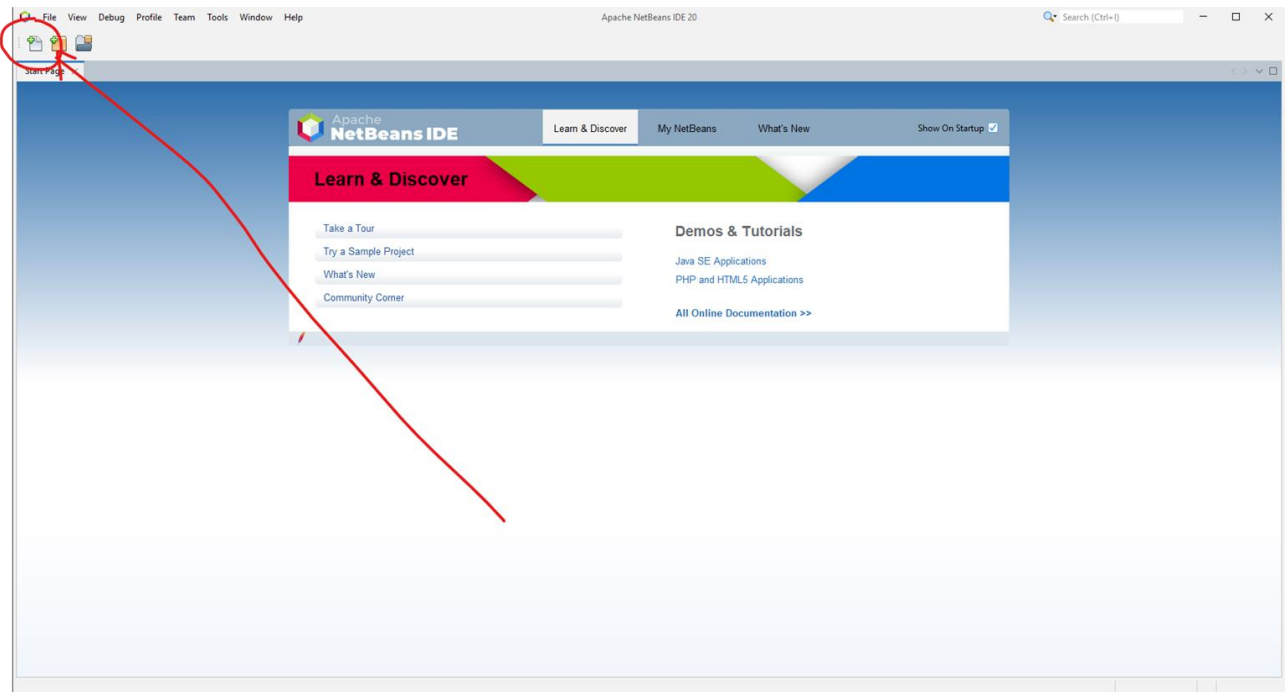 File View Debug Profile Team Tools Window Help Apache NetBeans IDE 20 Search (Ctrl+I)
Start Page
Apache
NetBeans IDE
Learn & Discover My NetBeans What's New Show On Startup
Learn & Discover
Take a Tour
Try a Sample Project
What's New
Community Corner
Demos & Tutorials
Java SE Applications
PHP and HTML5 Applications
All Online Documentation >>